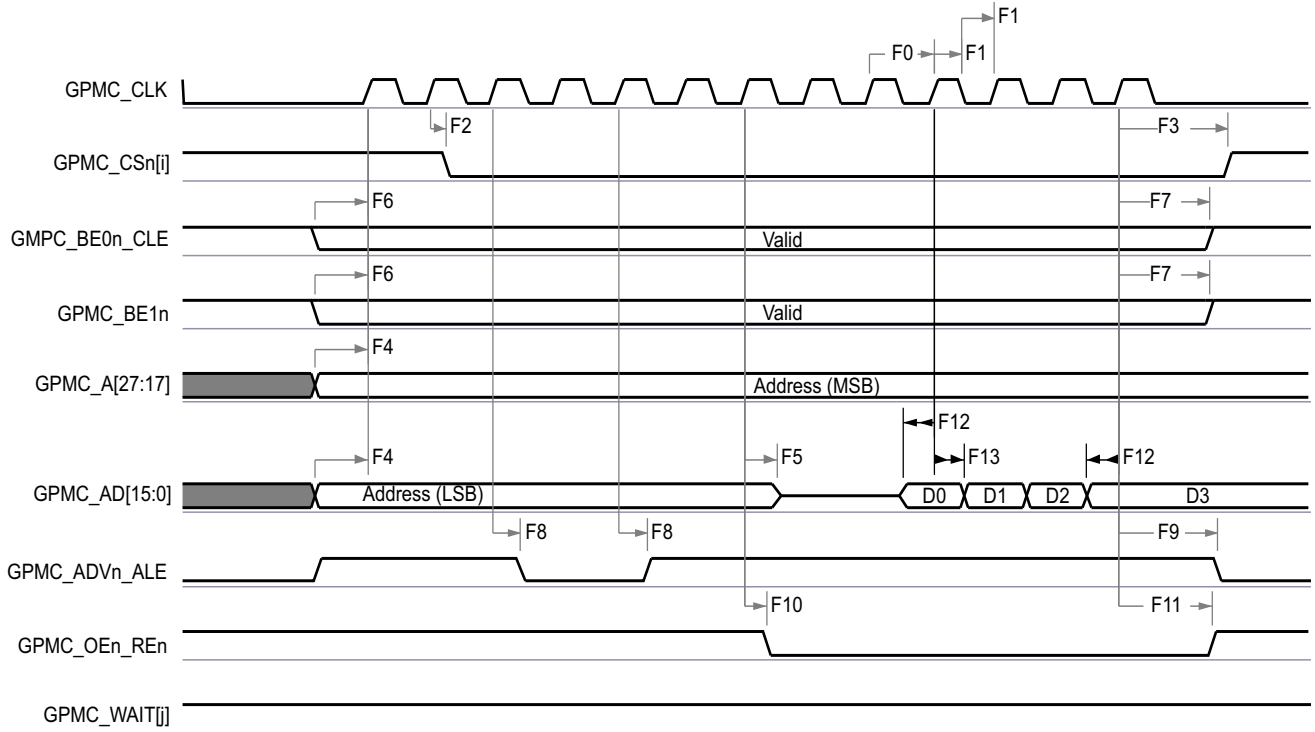 F1
F0
F1
GPMC_CLK
F2
F3
GPMC_CSn[i]
F6
F7
GMPC_BE0n_CLE
Valid
F6
F7
GPMC_BE1n
Valid
F4
GPMC_A[27:17]
Address (MSB)
F12
F4
F5
F13
F12
GPMC_AD[15:0]
Address (LSB)
D0
D1
D2
D3
F8
F8
F9
GPMC_ADVn_ALE
F10
F11
GPMC_OEn_REn
GPMC_WAIT[j]